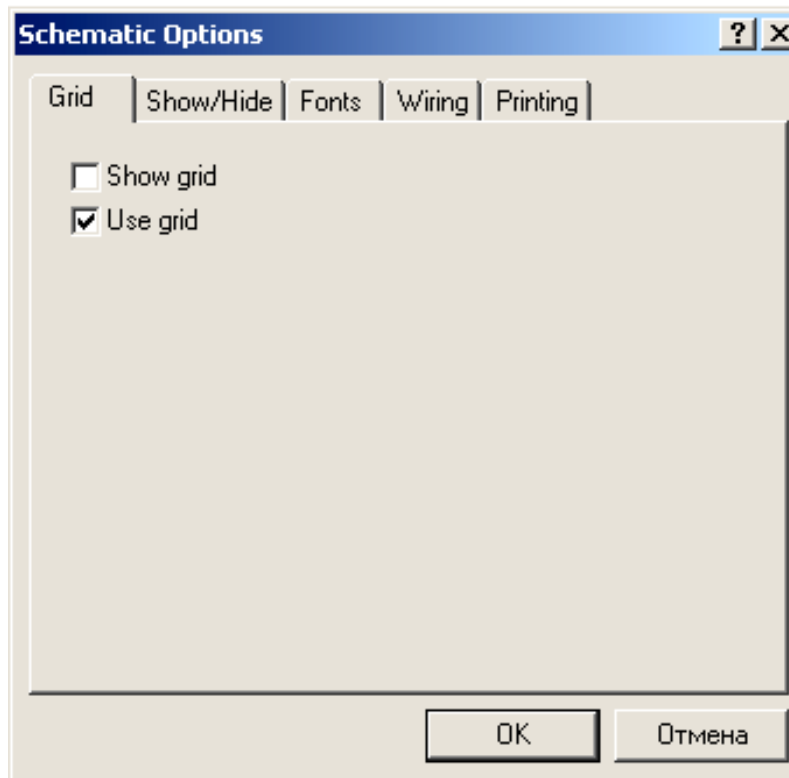 Schematic Options
Grid Show/Hide Fonts Wiring Printing
Show grid
Use grid
OK Отмена